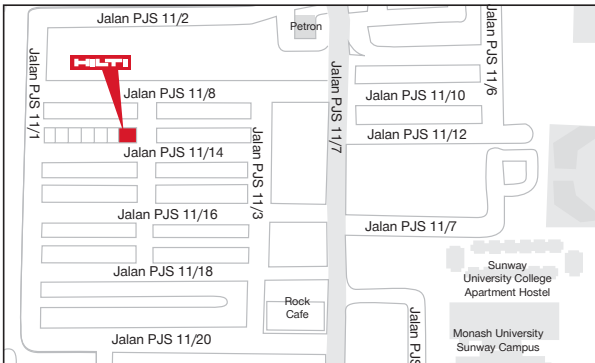 Jalan PJS 11/2
Petron
Jalan PJS 11/6
HILTI
Jalan PJS 11/8
Jalan PJS 11/10
Jalan PJS 11/1
Jalan PJS 11/7
Jalan PJS 11/12
Jalan PJS 11/14
Jalan PJS 11/3
Jalan PJS 11/16
Jalan PJS 11/7
Jalan PJS 11/18
Sunway
University College
Apartment Hostel
Rock
Cafe
Jalan PJS
Monash University
Sunway Campus
Jalan PJS 11/20